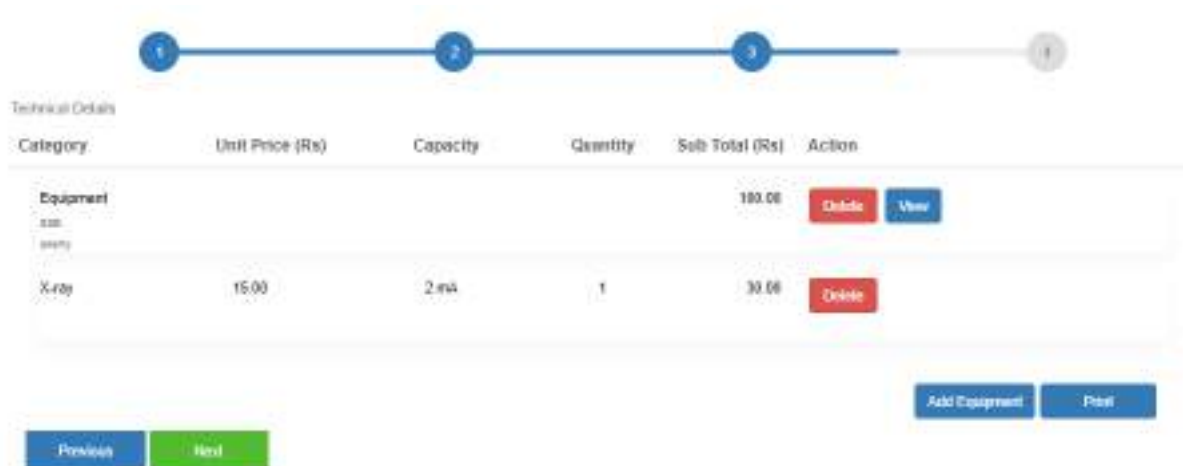 1 2 3
Technical Details
Category Unit Price (Rs) Capacity Quantity Sub Total (Rs) Action
Equipment 100.00 Delete View
X-ray 15.00 2 mA 1 30.00 Delete
Add Equipment Print
Previous Next